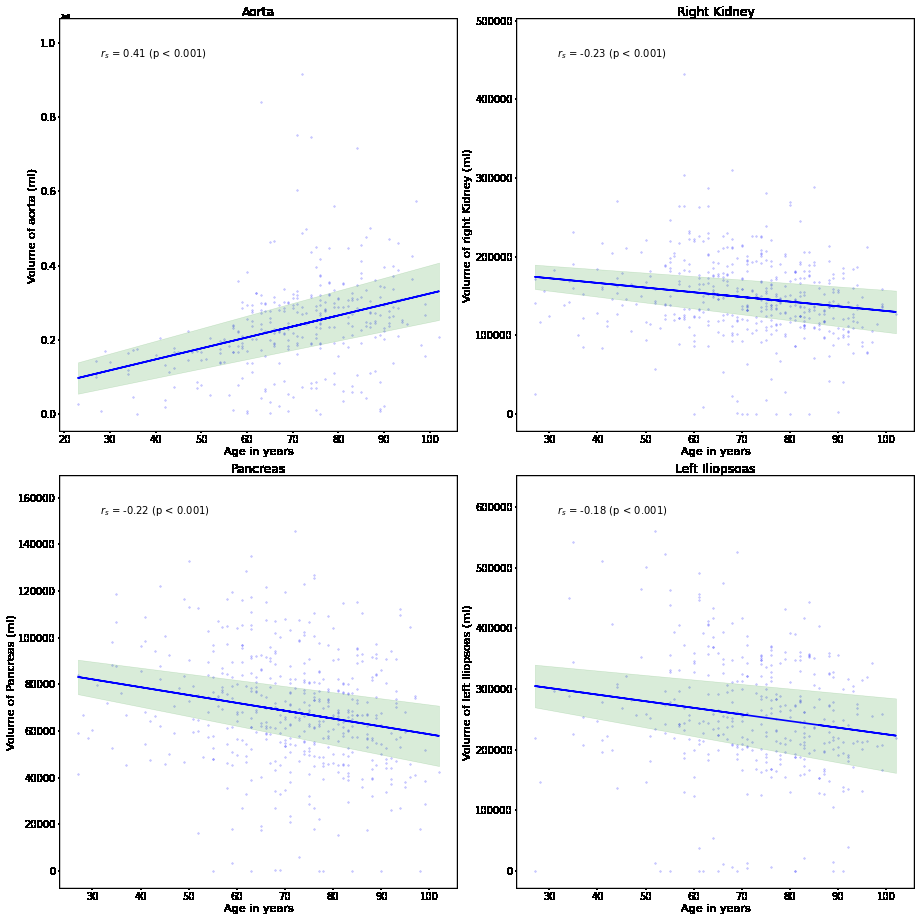 Aorta
r_s = 0.41 (p < 0.001)
Volume of aorta (ml)
1.0
0.8
0.6
0.4
0.2
0.0
20 30 40 50 60 70 80 90 100
Age in years
Right Kidney
r_s = -0.23 (p < 0.001)
Volume of right Kidney (ml)
500000
400000
300000
200000
100000
0
30 40 50 60 70 80 90 100
Age in years
Pancreas
r_s = -0.22 (p < 0.001)
Volume of Pancreas (ml)
160000
140000
120000
100000
80000
60000
40000
20000
0
30 40 50 60 70 80 90 100
Age in years
Left Iliopsoas
r_s = -0.18 (p < 0.001)
Volume of left Iliopsoas (ml)
600000
500000
400000
300000
200000
100000
0
30 40 50 60 70 80 90 100
Age in years